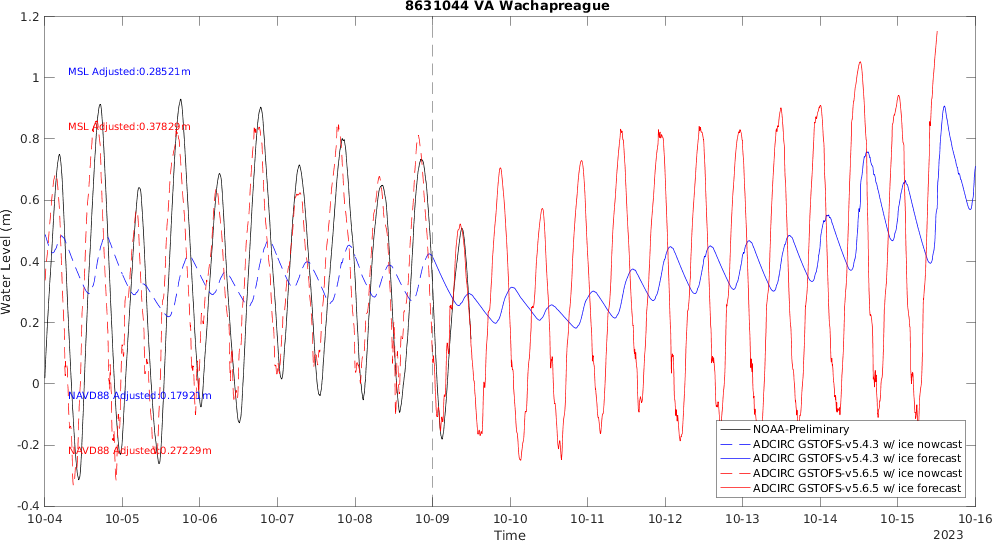 8631044 VA Wachapreague
Water Level (m)
1.2
1
0.8
0.6
0.4
0.2
0
-0.2
-0.4
MSL Adjusted:0.28521m
MSL Adjusted:0.37829m
NAVD88 Adjusted:0.17921m
NAVD88 Adjusted:0.27229m
NOAA-Preliminary
ADCIRC GSTOFS-v5.4.3 w/ ice nowcast
ADCIRC GSTOFS-v5.4.3 w/ ice forecast
ADCIRC GSTOFS-v5.6.5 w/ ice nowcast
ADCIRC GSTOFS-v5.6.5 w/ ice forecast
10-04 10-05 10-06 10-07 10-08 10-09 10-10 10-11 10-12 10-13 10-14 10-15 10-16
Time
2023